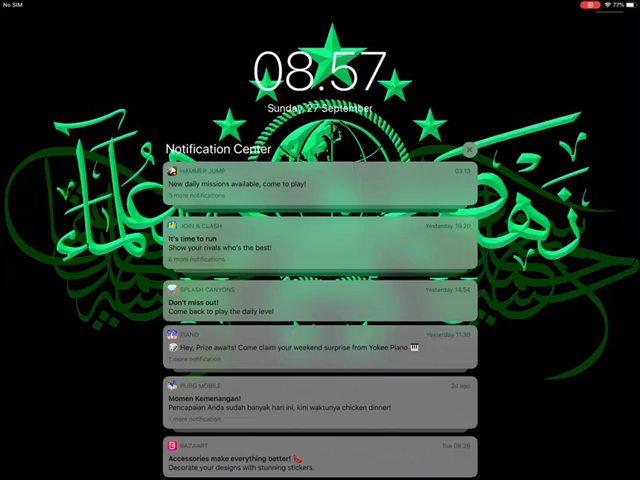 No SIM
77%
08.57
Sunday, 27 September
Notification Center
HAMMER JUMP 03.13
New daily missions available, come to play!
3 more notifications
JOIN & CLASH Yesterday, 19.20
It's time to run
Show your rivals who's the best!
6 more notifications
SPLASH CANYONS Yesterday 14.54
Don't miss out!
Come back to play the daily level
PIANO Yesterday 11.30
Hey, Prize awaits! Come claim your weekend surprise from Yokee Piano 🎹
1 more notification
PUBG MOBILE 2d ago
Momen Kemenangan!
Pencapaian Anda sudah banyak hari ini, kini waktunya chicken dinner!
1 more notification
BAZAART Tue 08.28
Accessories make everything better! 👠
Decorate your designs with stunning stickers.